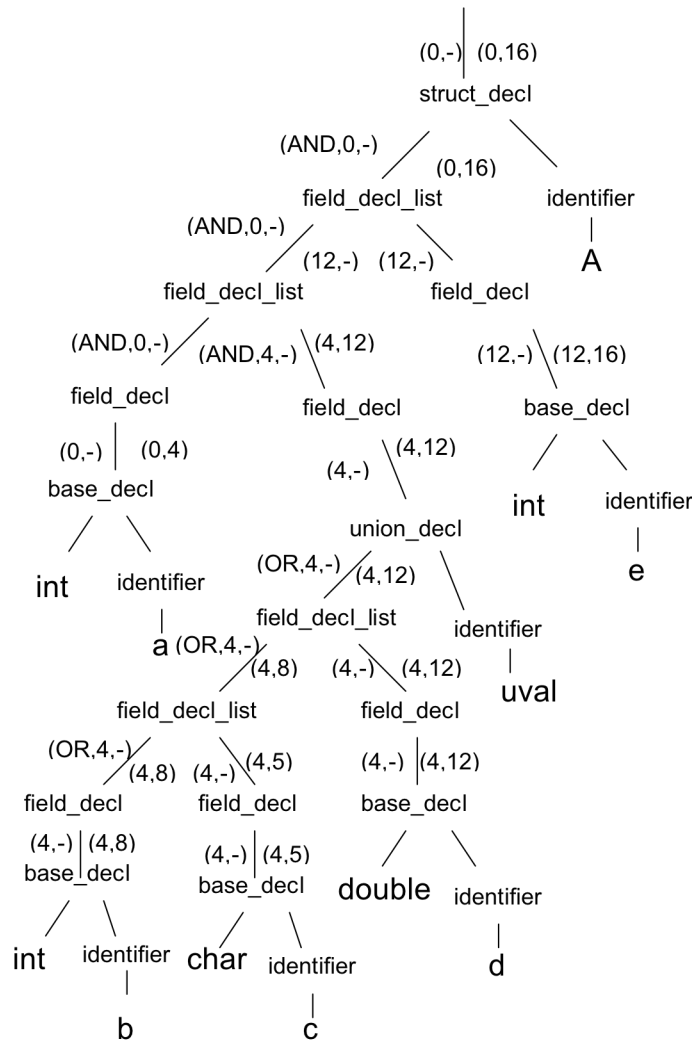 (0,-) (0,16)
struct_decl
(AND,0,-) (0,16)
field_decl_list identifier
(AND,0,-) A
(12,-) (12,-)
field_decl_list field_decl
(AND,0,-) (AND,4,-) (4,12) (12,-) (12,16)
field_decl field_decl base_decl
(0,-) (0,4) (4,-) (4,12)
base_decl int identifier
union_decl e
int identifier (OR,4,-) (4,12)
a field_decl_list identifier
(OR,4,-) (4,8) (4,-) (4,12) uval
field_decl_list field_decl
(OR,4,-) (4,8) (4,-) (4,5) (4,-) (4,12)
field_decl field_decl base_decl
(4,-) (4,8) (4,-) (4,5)
base_decl base_decl double identifier
int identifier char identifier d
b c